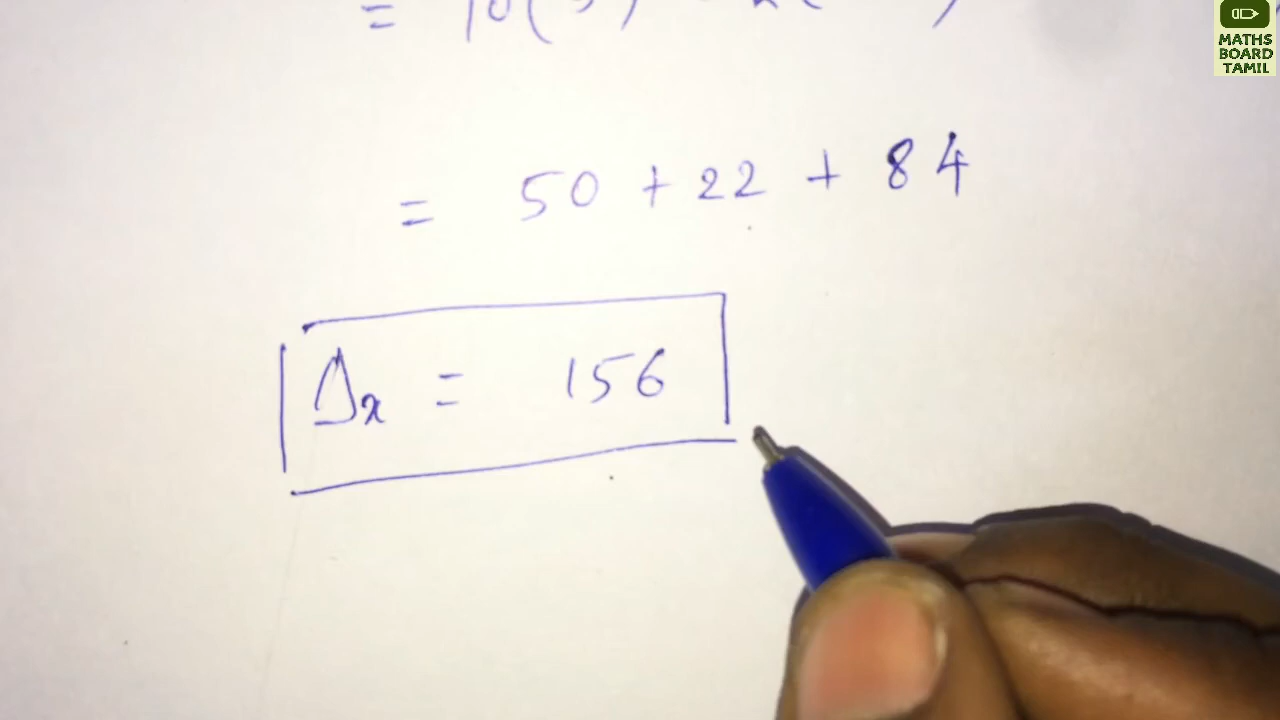 = 50 + 22 + 84
Δx = 156
MATHS
BOARD
TAMIL